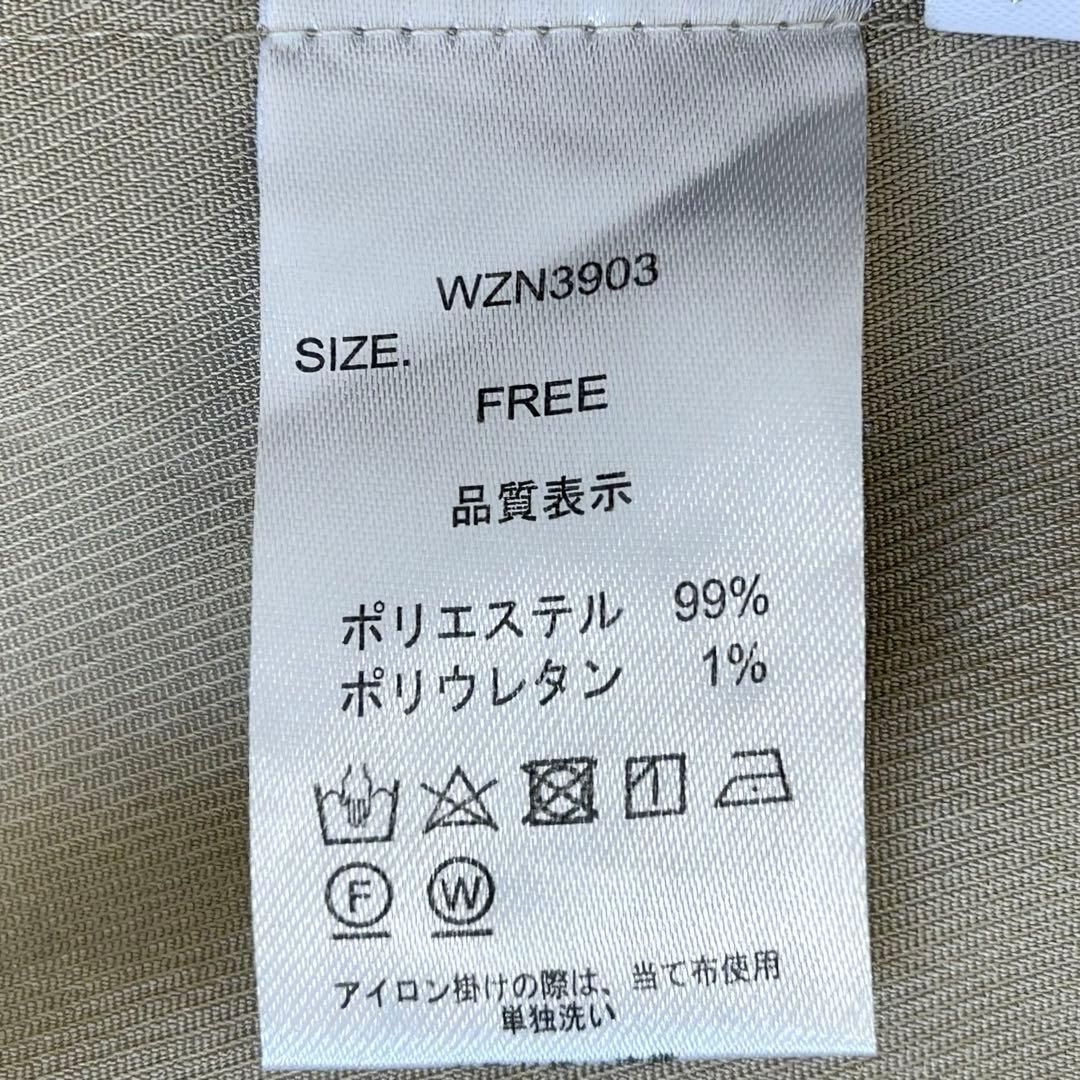 WZN3903
SIZE.
FREE
品質表示
ポリエステル 99%
ポリウレタン 1%
F W
アイロン掛けの際は、当て布使用
単独洗い